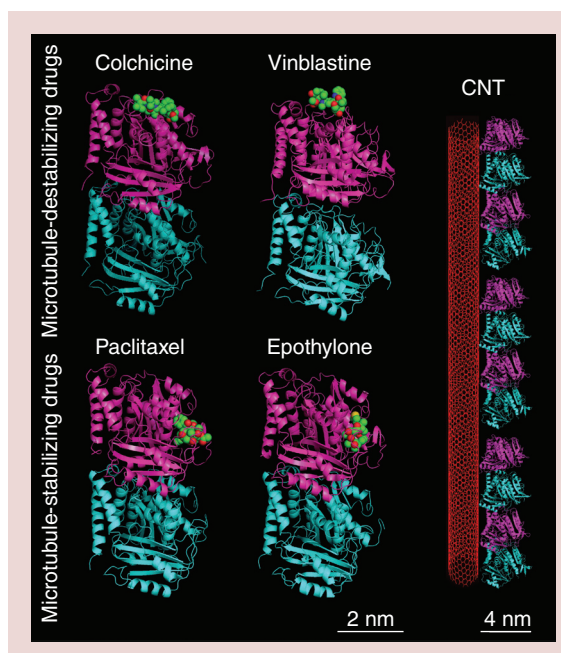 Microtubule-destabilizing drugs
Colchicine
Vinblastine
CNT
Microtubule-stabilizing drugs
Paclitaxel
Epothylone
2 nm
4 nm